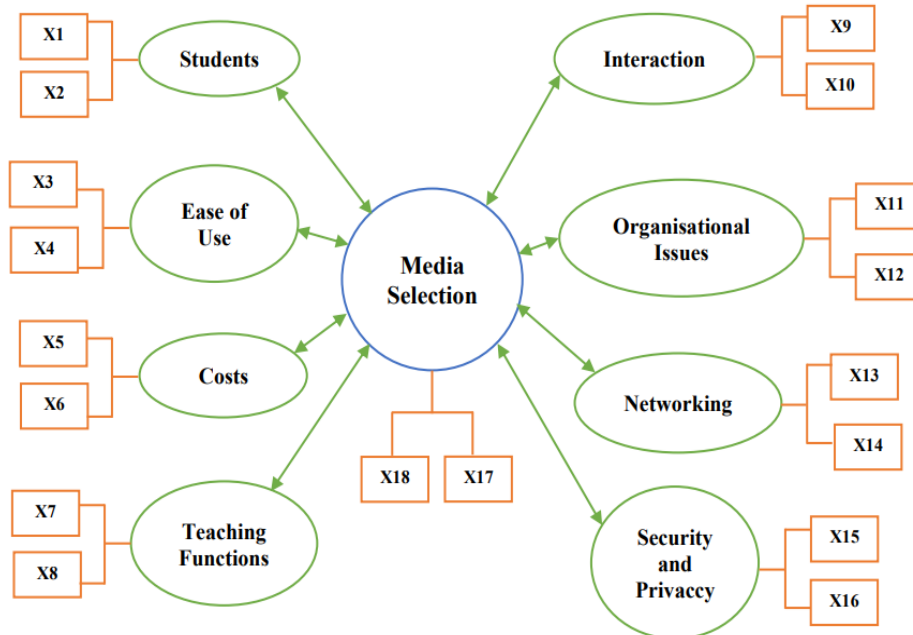 X1
X2
Students
X3
X4
Ease of
Use
X5
X6
Costs
X7
X8
Teaching
Functions
Media
Selection
X18
X17
Interaction
X9
X10
Organisational
Issues
X11
X12
Networking
X13
X14
Security
and
Privaccy
X15
X16